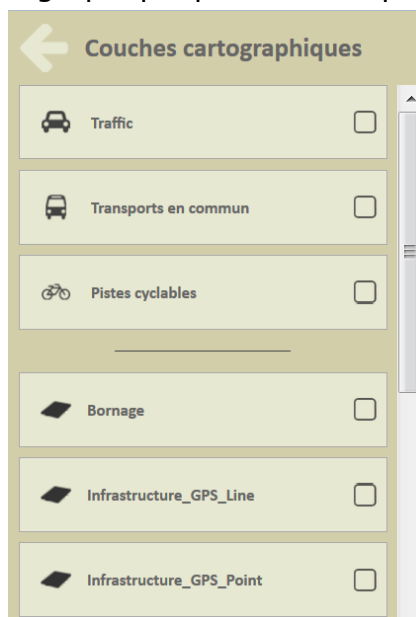 Couches cartographiques
Traffic
Transports en commun
Pistes cyclables
Bornage
Infrastructure_GPS_Line
Infrastructure_GPS_Point